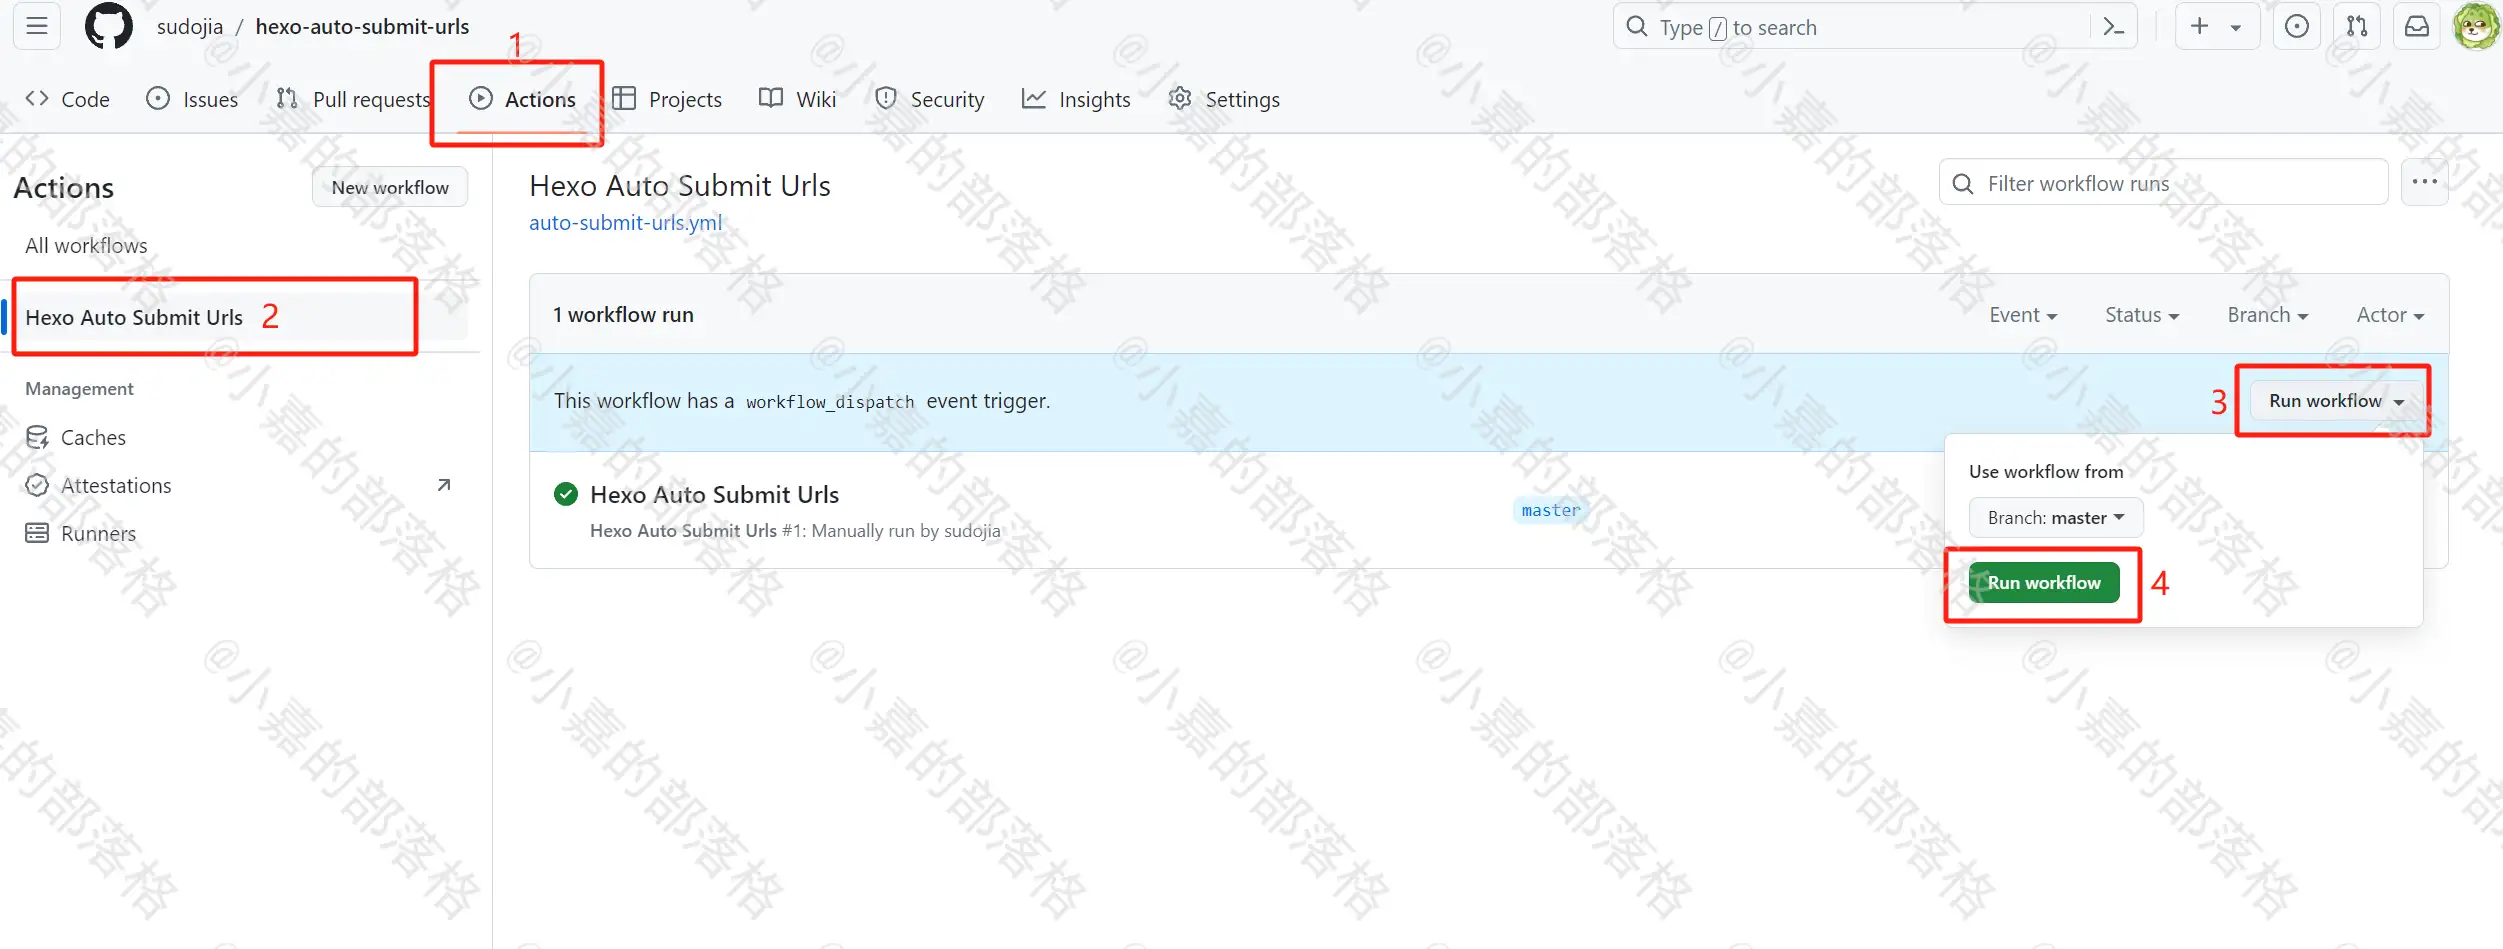 sudojia / hexo-auto-submit-urls
Type / to search
1
Code
Issues
Pull requests
Actions
Projects
Wiki
Security
Insights
Settings
Actions
New workflow
All workflows
Hexo Auto Submit Urls 2
Management
Caches
Attestations
Runners
Hexo Auto Submit Urls
auto-submit-urls.yml
Filter workflow runs
1 workflow run
Event
Status
Branch
Actor
This workflow has a workflow_dispatch event trigger.
3
Run workflow
Hexo Auto Submit Urls
Hexo Auto Submit Urls #1: Manually run by sudojia
master
Use workflow from
Branch: master
Run workflow
4
@小嘉的部落格